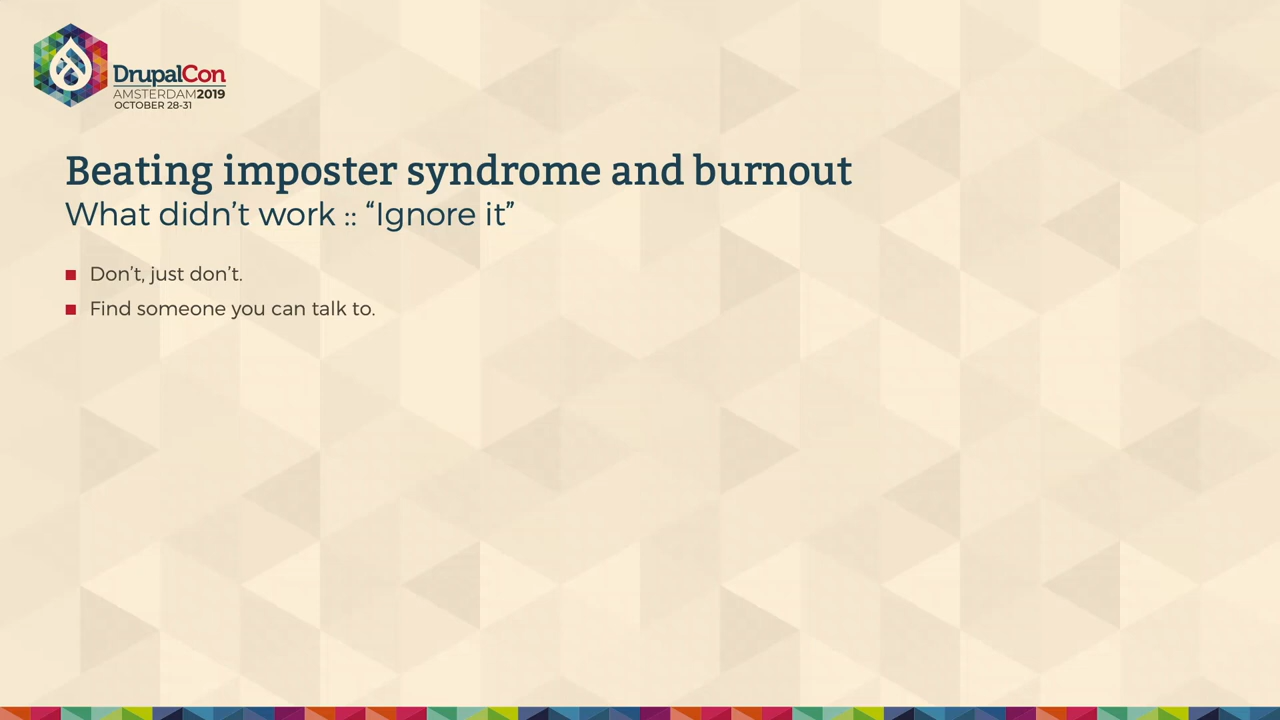 DrupalCon
AMSTERDAM2019
OCTOBER 28-31
Beating imposter syndrome and burnout
What didn’t work :: “Ignore it”
Don’t, just don’t.
Find someone you can talk to.